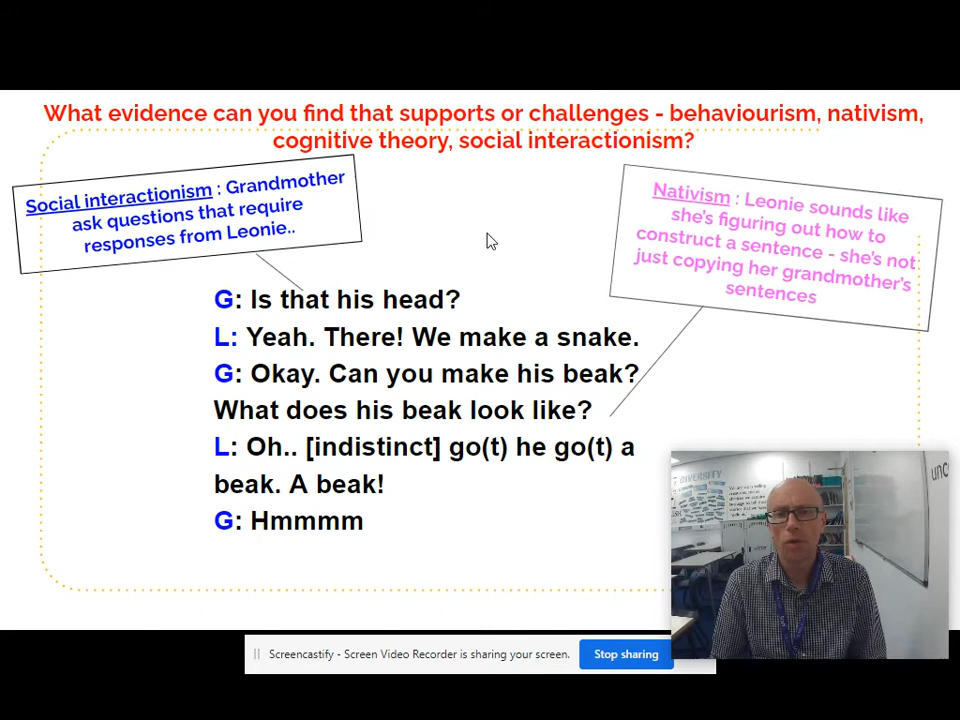 What evidence can you find that supports or challenges - behaviourism, nativism,
cognitive theory, social interactionism?
Social interactionism : Grandmother
ask questions that require
responses from Leonie..
Nativism : Leonie sounds like
she's figuring out how to
construct a sentence - she's not
just copying her grandmother's
sentences
G: Is that his head?
L: Yeah. There! We make a snake.
G: Okay. Can you make his beak?
What does his beak look like?
L: Oh.. [indistinct] go(t) he go(t) a
beak. A beak!
G: Hmmmm
DIVERSITY
unc
Screencastify - Screen Video Recorder is sharing your screen.
Stop sharing